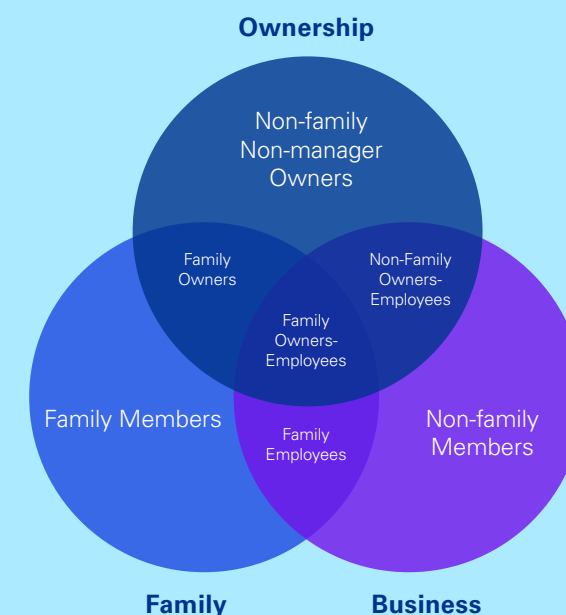 Ownership
Non-family
Non-manager
Owners
Family
Owners
Non-Family
Owners-
Employees
Family
Owners-
Employees
Family Members
Non-family
Members
Family
Employees
Family
Business